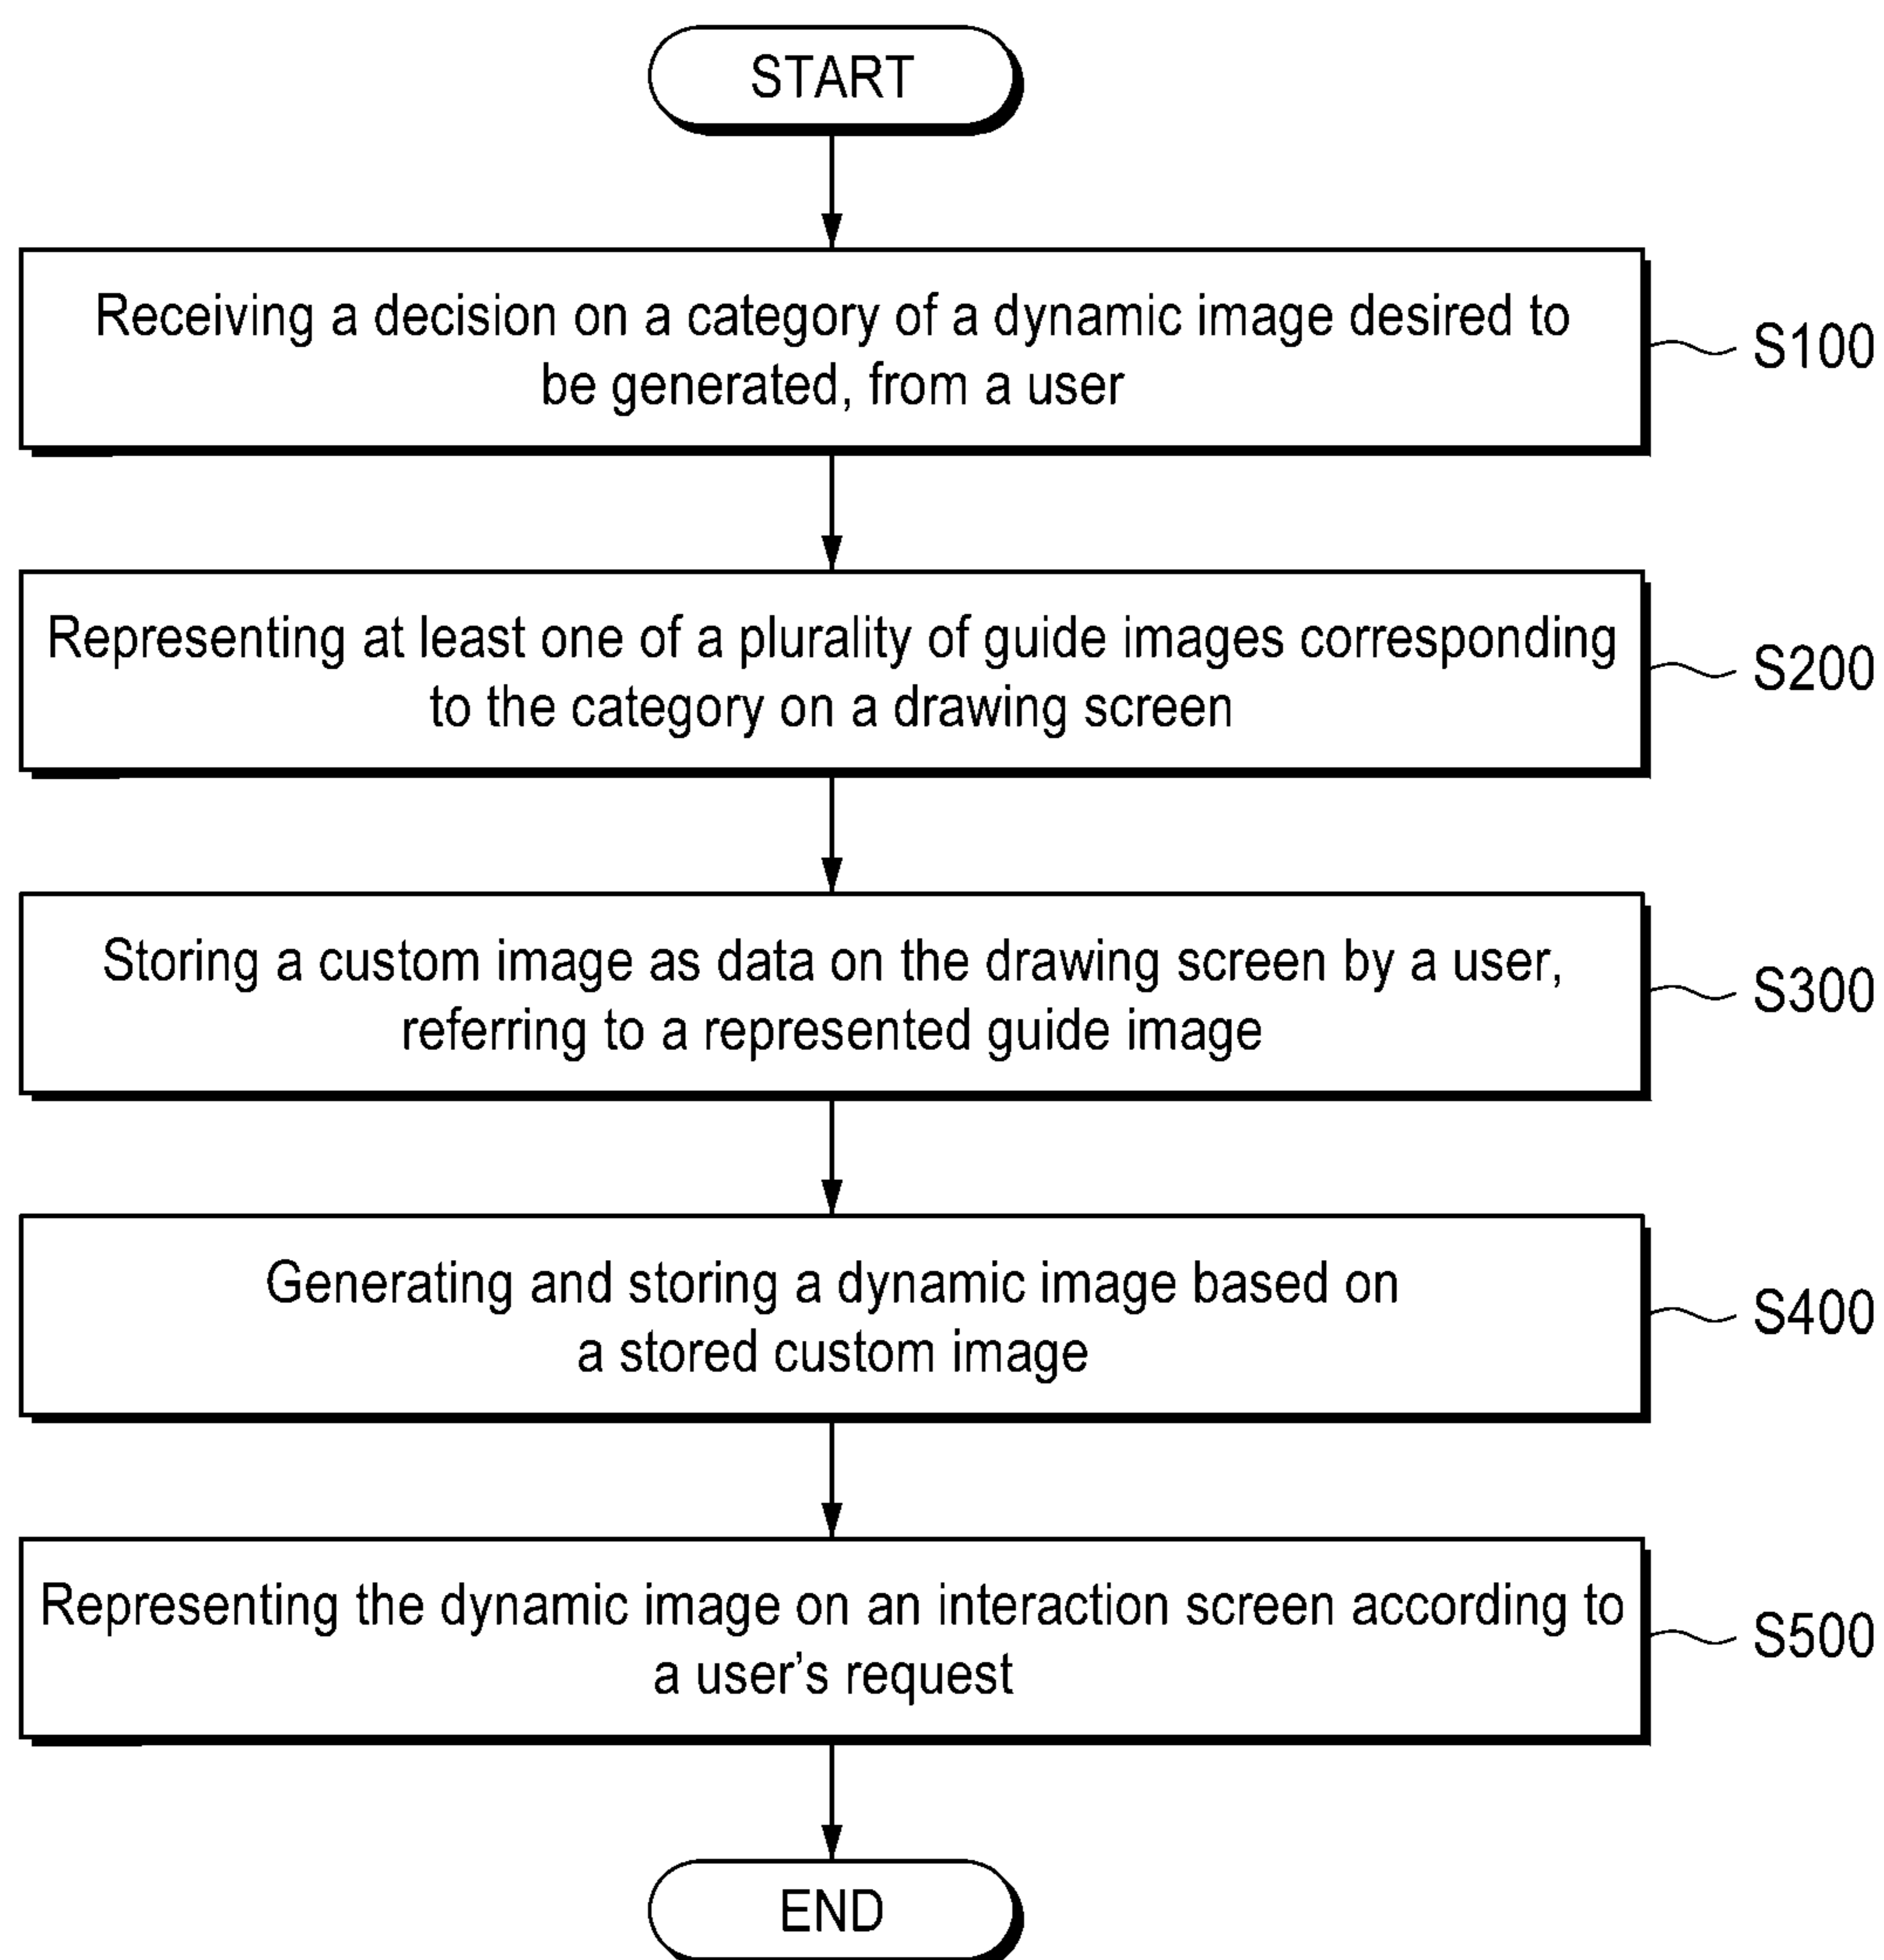 START
Receiving a decision on a category of a dynamic image desired to
be generated, from a user
S100
Representing at least one of a plurality of guide images corresponding
to the category on a drawing screen
S200
Storing a custom image as data on the drawing screen by a user,
referring to a represented guide image
S300
Generating and storing a dynamic image based on
a stored custom image
S400
Representing the dynamic image on an interaction screen according to
a user’s request
S500
END